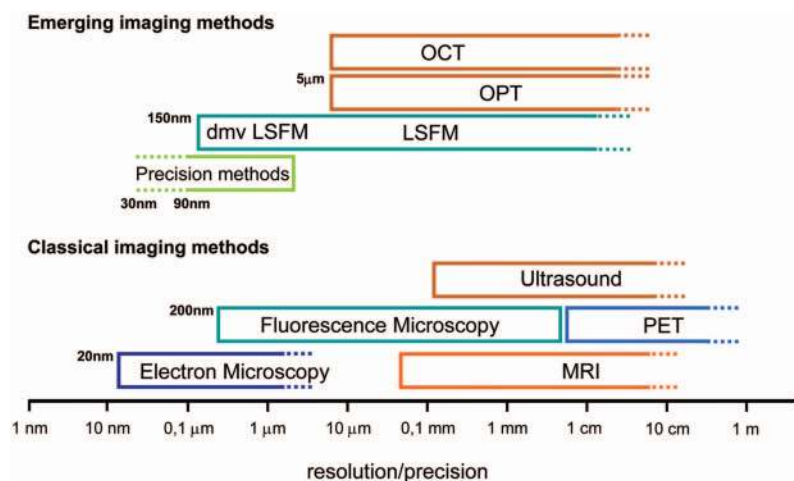 Emerging imaging methods
OCT
5μm
OPT
150nm
dmv LSFM LSFM
Precision methods
30nm 90nm
Classical imaging methods
Ultrasound
200nm
Fluorescence Microscopy PET
20nm
Electron Microscopy MRI
1 nm 10 nm 0,1 μm 1 μm 10 μm 0,1 mm 1 mm 1 cm 10 cm 1 m
resolution/precision